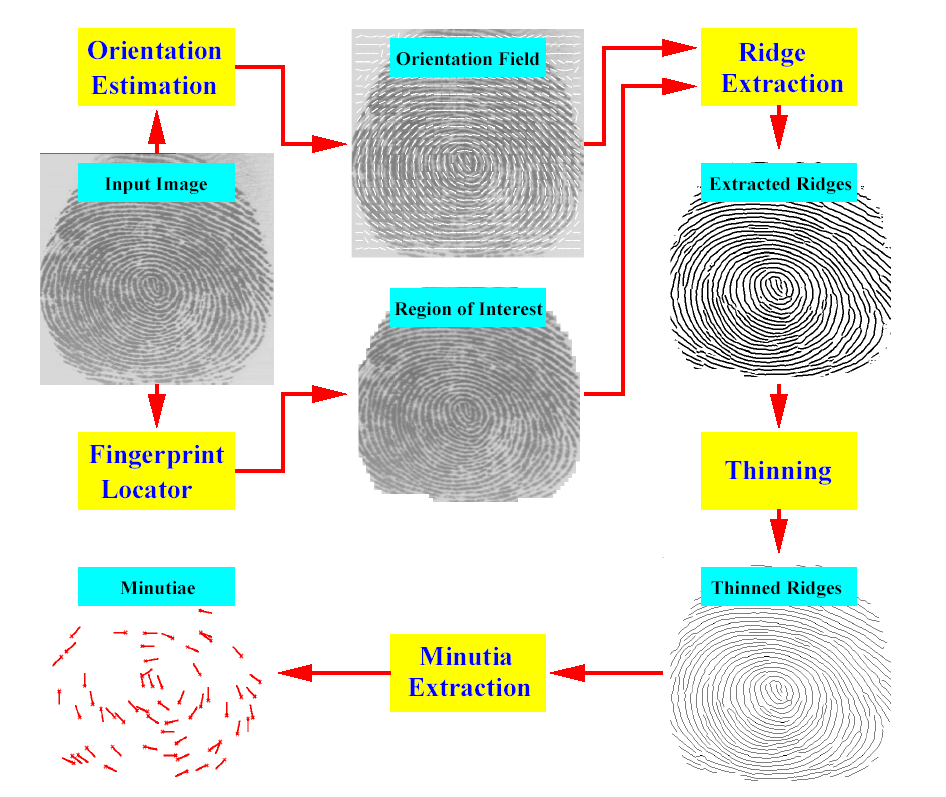 Orientation
Estimation
Orientation Field
Ridge
Extraction
Input Image
Extracted Ridges
Region of Interest
Fingerprint
Locator
Thinning
Minutiae
Thinned Ridges
Minutia
Extraction